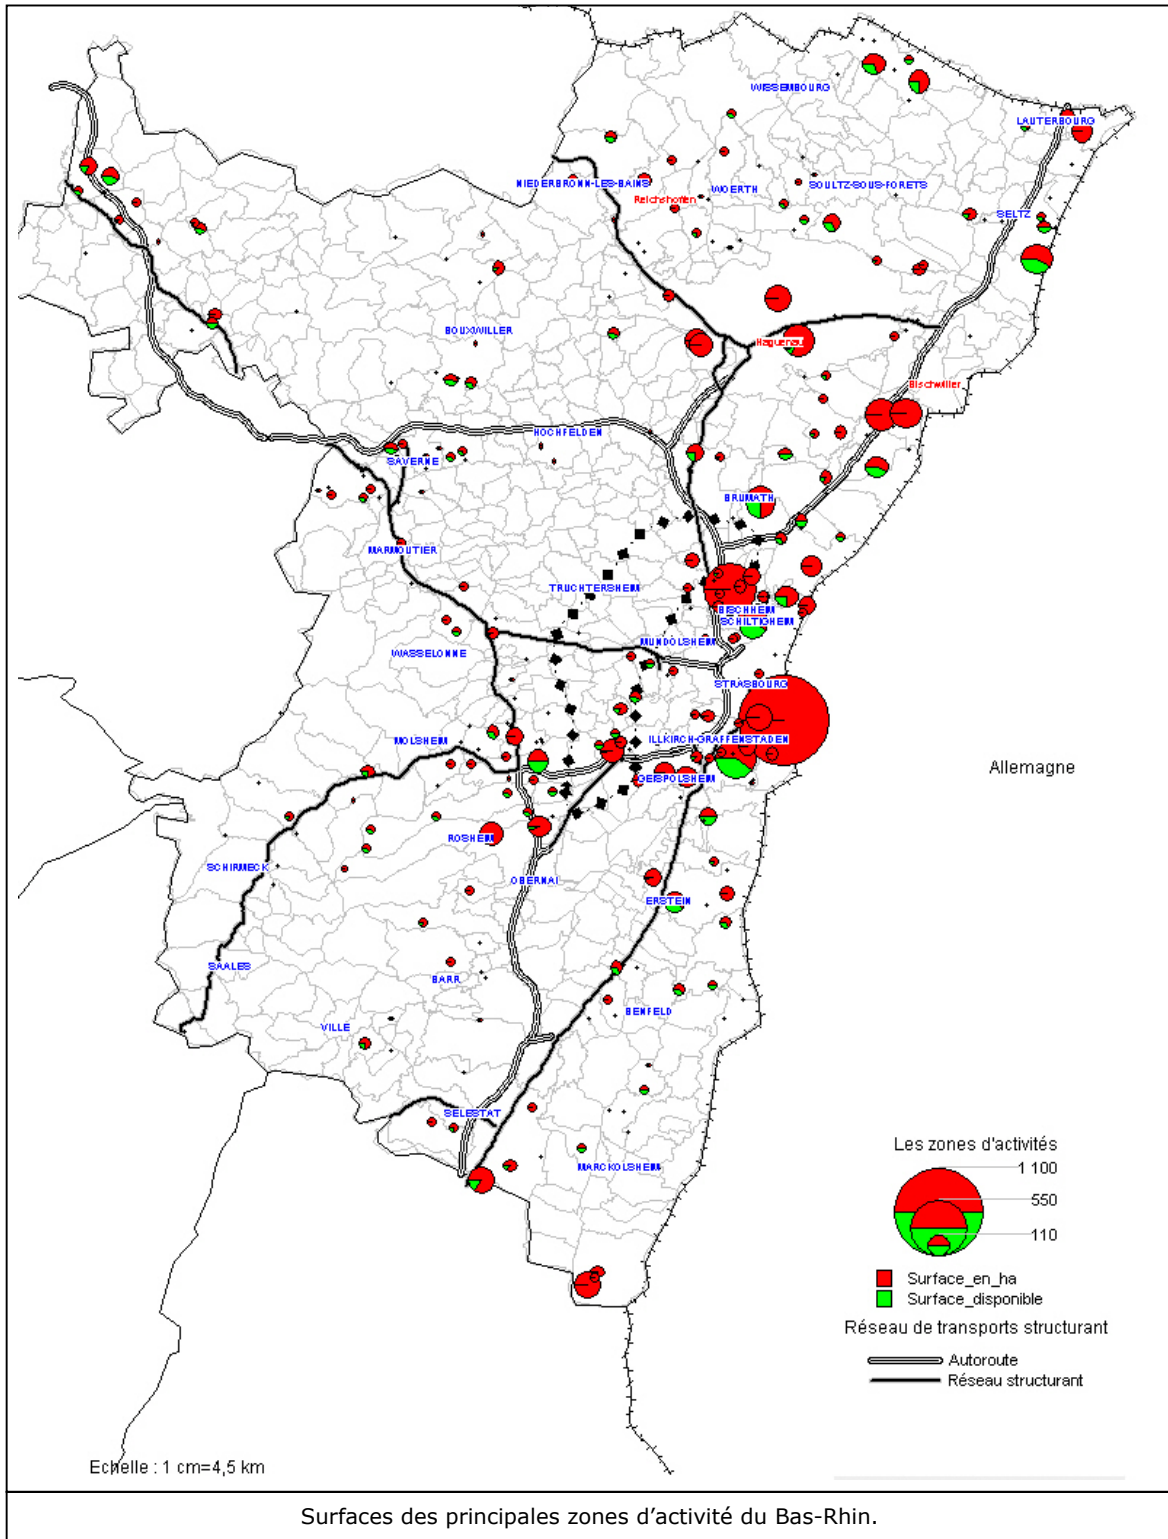 WISSEMBOURG
LAUTERBOURG
NIEDERBRONN-LES-BAINS
Reichshoffen
WOERTH
SOULTZ-SOUS-FORETS
SELTZ
BOUXWILLER
Haguenau
Bischwiller
HOCHFELDEN
SAVERNE
BRUMATH
MARMOUTIER
TRUCHTERSHEIM
BISCHHEIM
SCHILTIGHEIM
MUNDOLSHEIM
WASSELONNE
STRASBOURG
MOLSHEIM
ILLKIRCH-GRAFFENSTADEN
GEISPOLSHEIM
Allemagne
ROSHEIM
SCHIRMECK
OBERNAI
ERSTEIN
SAALES
BARR
BENFELD
VILLE
SELESTAT
MARCKOLSHEIM
Les zones d'activités
1 100
550
110
Surface_en_ha
Surface_disponible
Réseau de transports structurant
Autoroute
Réseau structurant
Echelle : 1 cm=4,5 km
Surfaces des principales zones d’activité du Bas-Rhin.